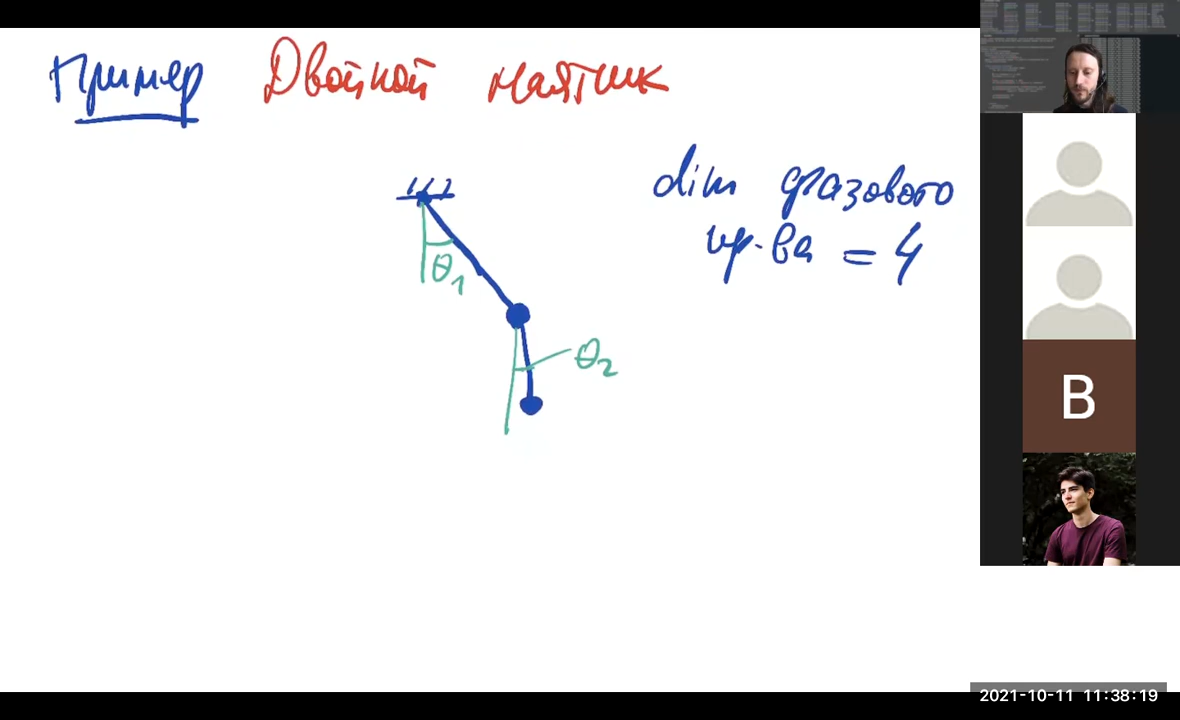 Пример Двойной маятник
dim фазового
пр-ва = 4
θ₁
θ₂
B
2021-10-11 11:38:19